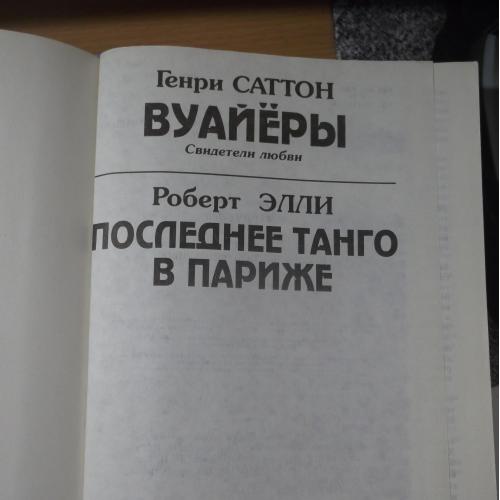 Генри САТТОН
ВУАЙЁРЫ
Свидетели любви
Роберт ЭЛЛИ
ПОСЛЕДНЕЕ ТАНГО
В ПАРИЖЕ